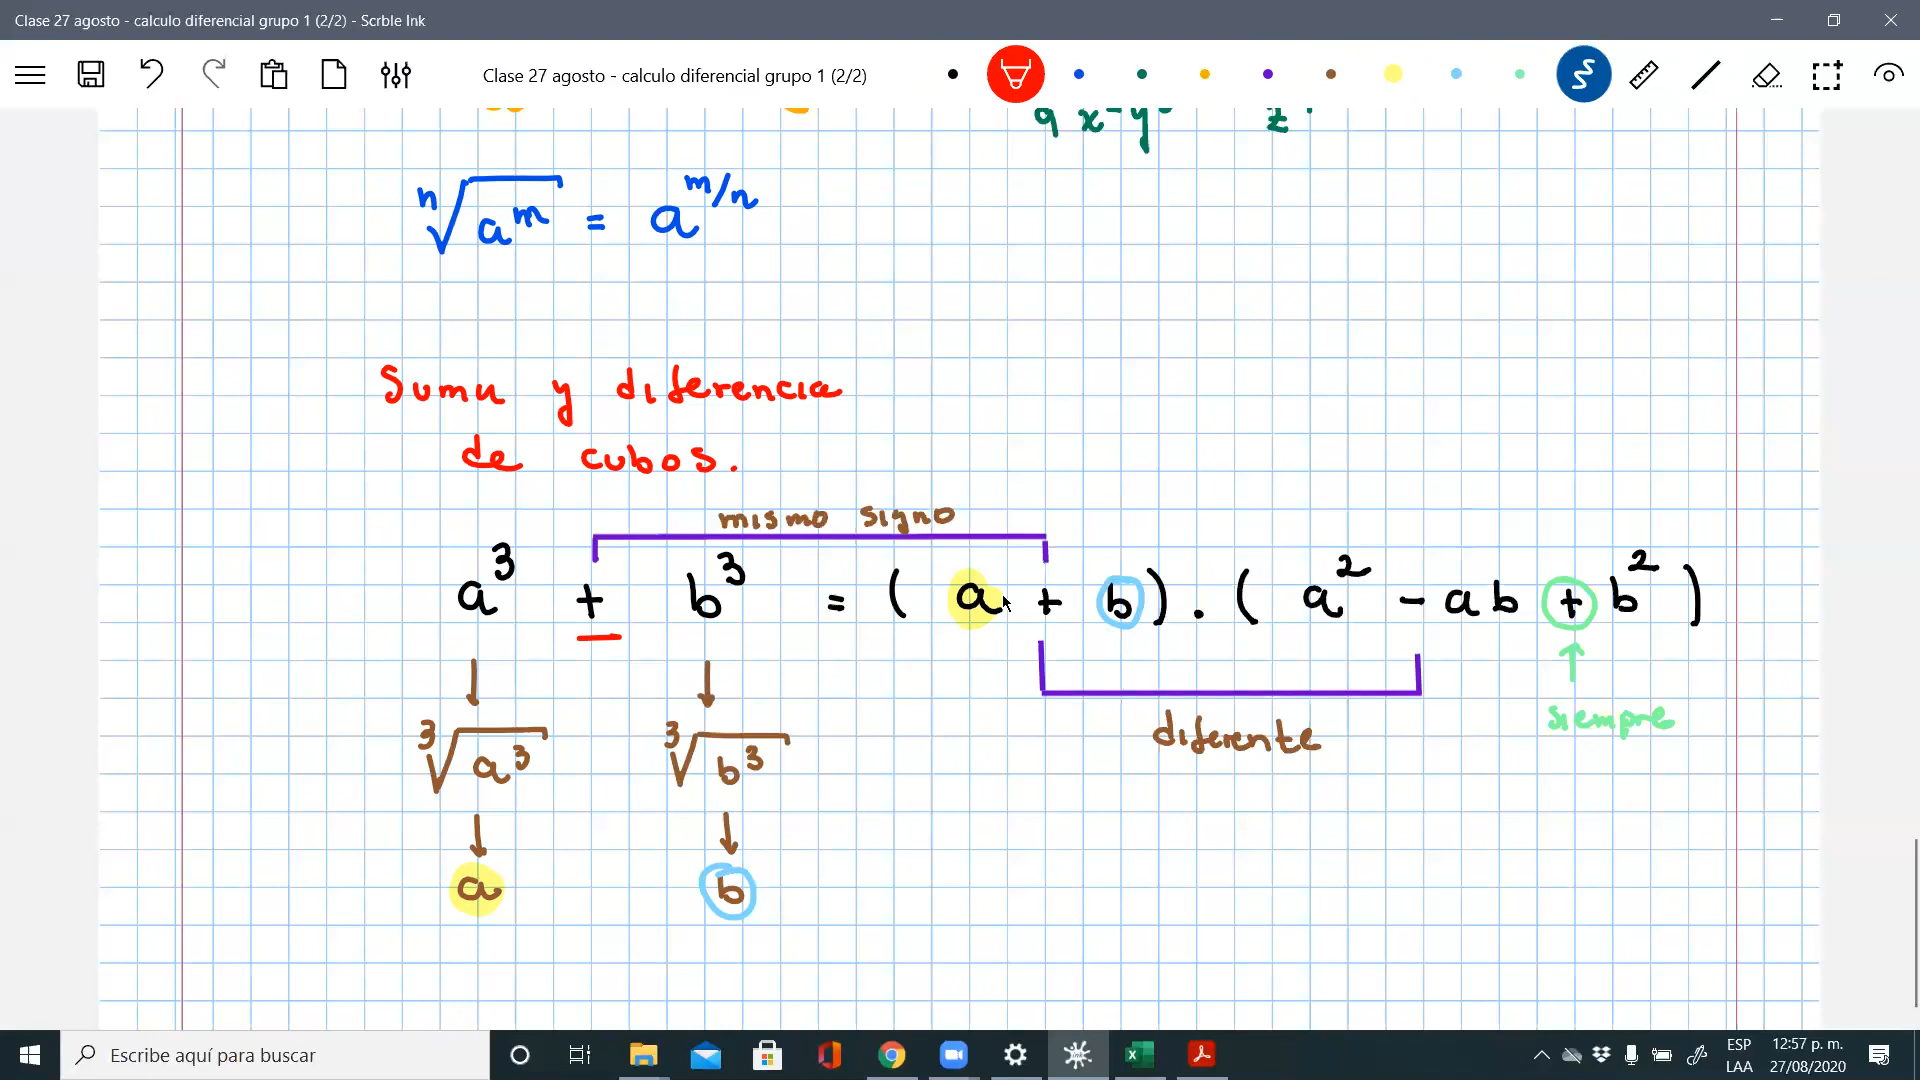 Clase 27 agosto - calculo diferencial grupo 1 (2/2) - Scrble Ink
Clase 27 agosto - calculo diferencial grupo 1 (2/2)
9 x-y z
ⁿ√a^m = a^m/n
Suma y diferencia
de cubos.
mismo signo
a³ + b³ = ( a + b ) . ( a² - ab + b² )
diferente
siempre
³√a³ ³√b³
a b
Escribe aquí para buscar
ESP
LAA
12:57 p. m.
27/08/2020